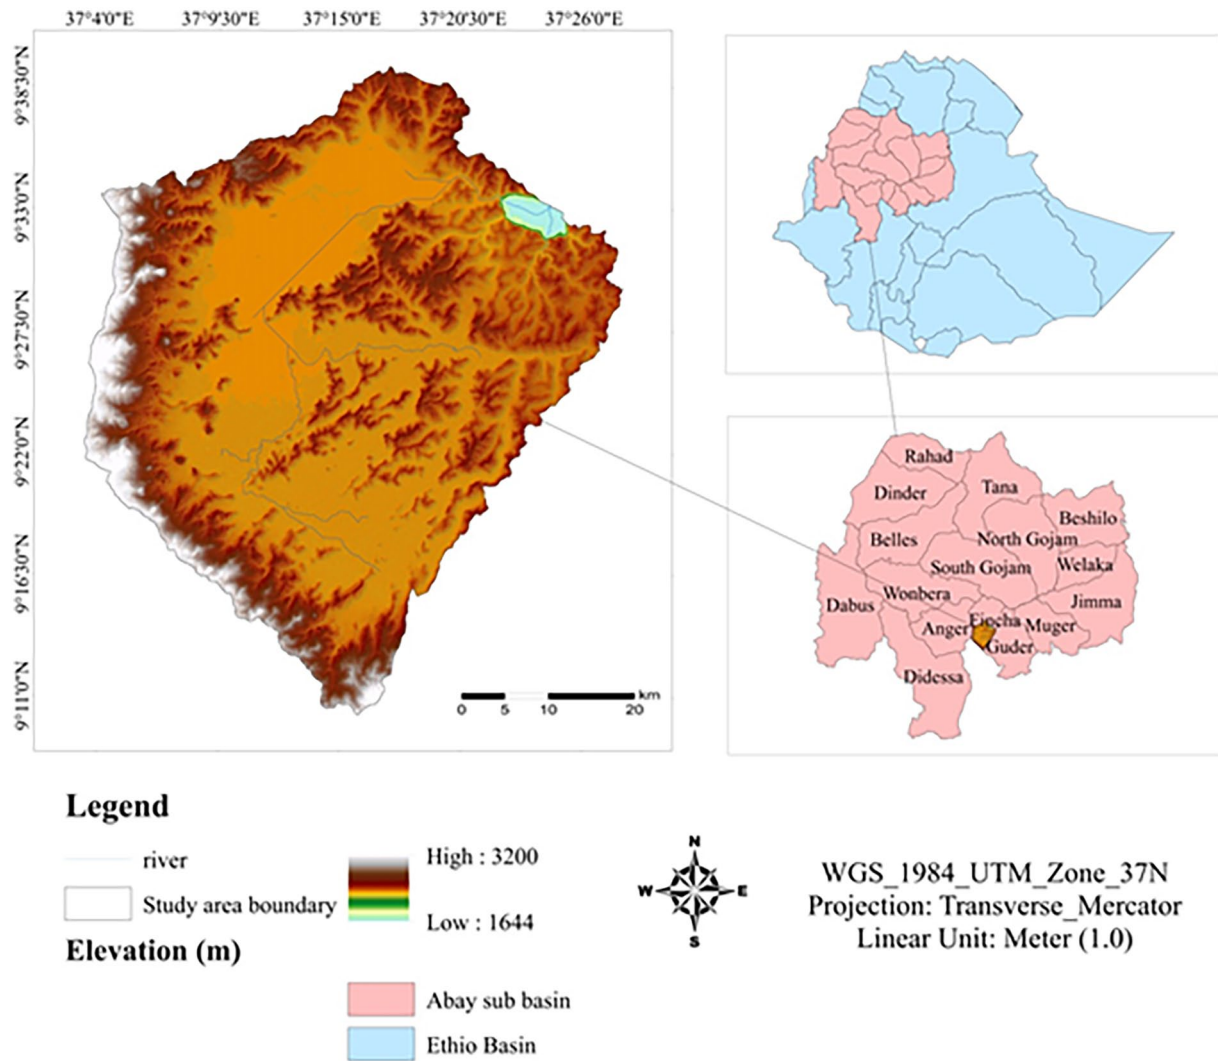 37°4'0"E 37°9'30"E 37°15'0"E 37°20'30"E 37°26'0"E
9°38'30"N
9°33'0"N
9°27'30"N
9°22'0"N
9°16'30"N
9°11'0"N
km
0 5 10 20
Rahad
Dinder
Tana
Beshilo
Belles
North Gojam
South Gojam
Welaka
Wonbera
Dabus
Jimma
Fincha
Anger
Muger
Guder
Didessa
Legend
river
Study area boundary
Elevation (m)
High : 3200
Low : 1644
Abay sub basin
Ethio Basin
N
W E
S
WGS_1984_UTM_Zone_37N
Projection: Transverse_Mercator
Linear Unit: Meter (1.0)